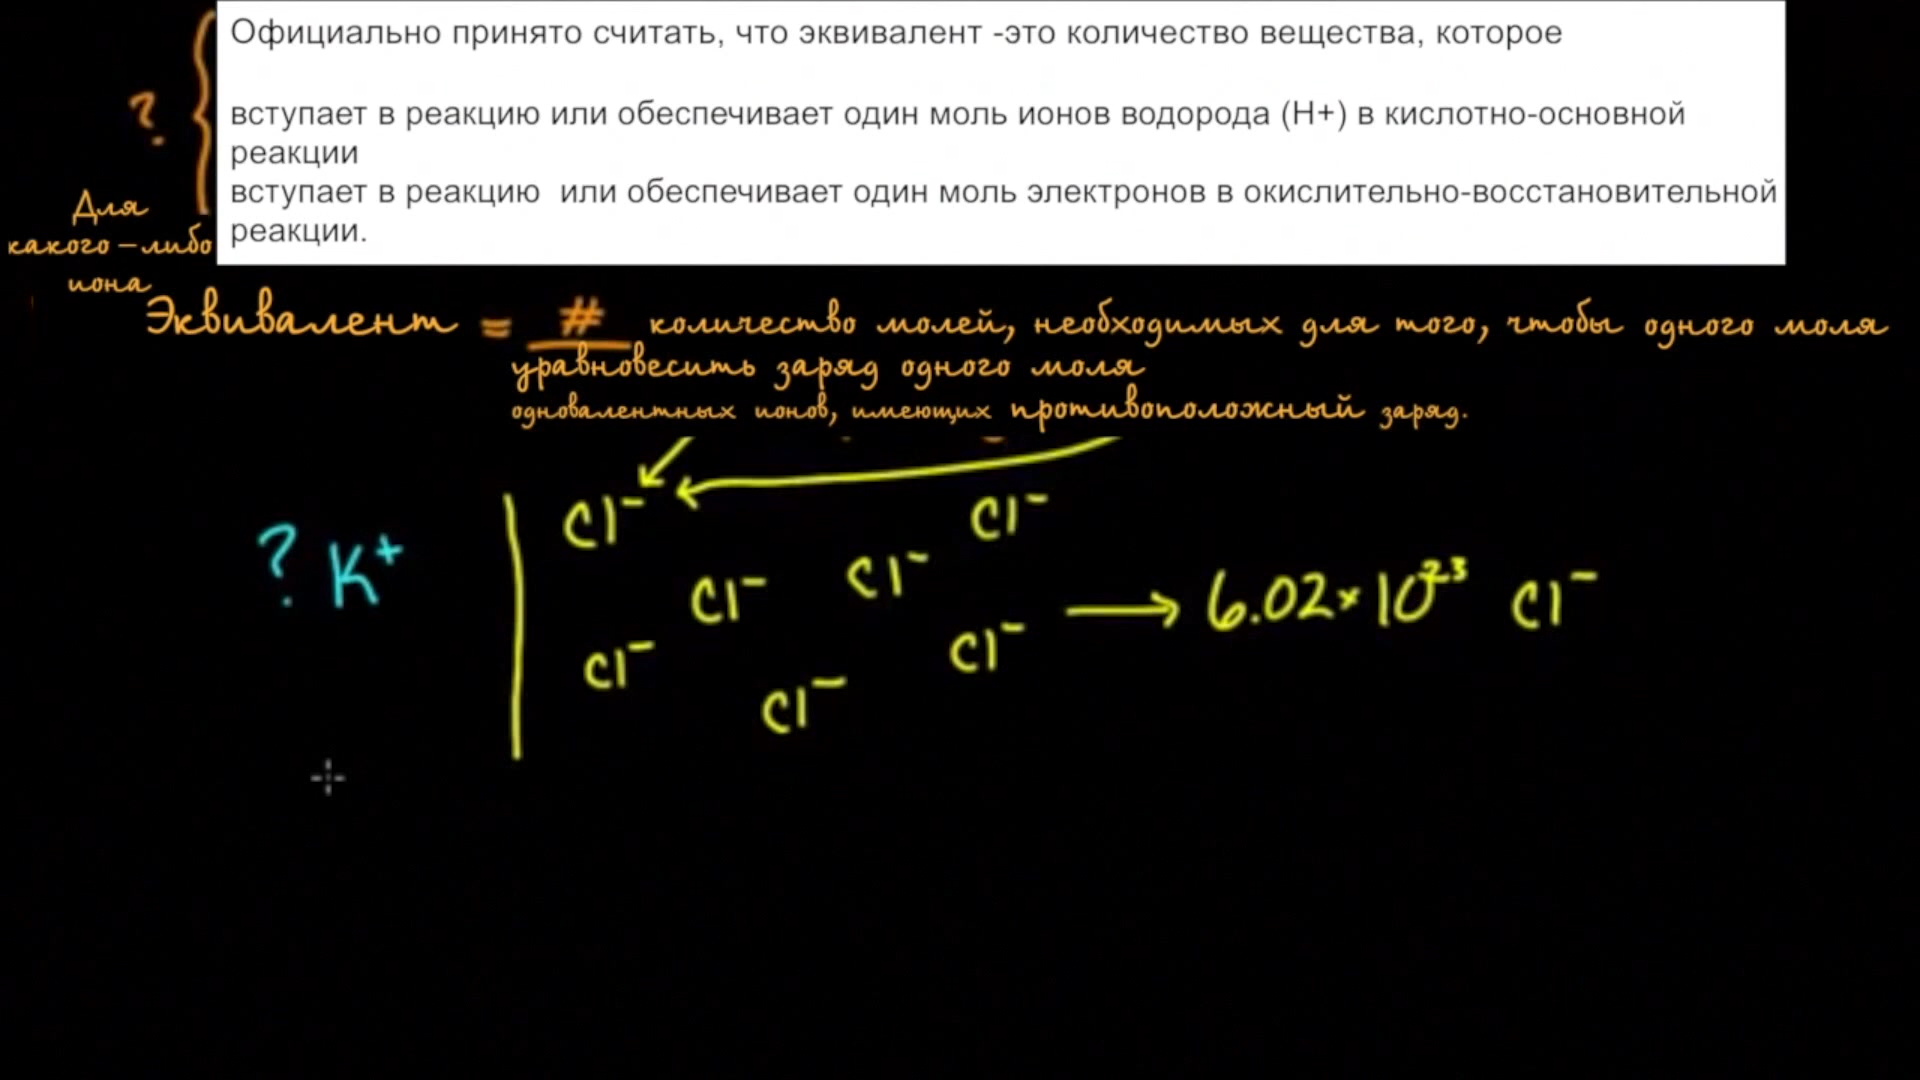 Официально принято считать, что эквивалент -это количество вещества, которое
вступает в реакцию или обеспечивает один моль ионов водорода (H+) в кислотно-основной
реакции
вступает в реакцию  или обеспечивает один моль электронов в окислительно-восстановительной
реакции.
?
Для
какого-либо
иона
Эквивалент = # количество молей, необходимых для того, чтобы одного моля
уравновесить заряд одного моля
одновалентных ионов, имеющих противоположный заряд.
? K⁺
Cl⁻ Cl⁻
Cl⁻ Cl⁻
Cl⁻ Cl⁻
Cl⁻
→ 6.02×10²³ Cl⁻